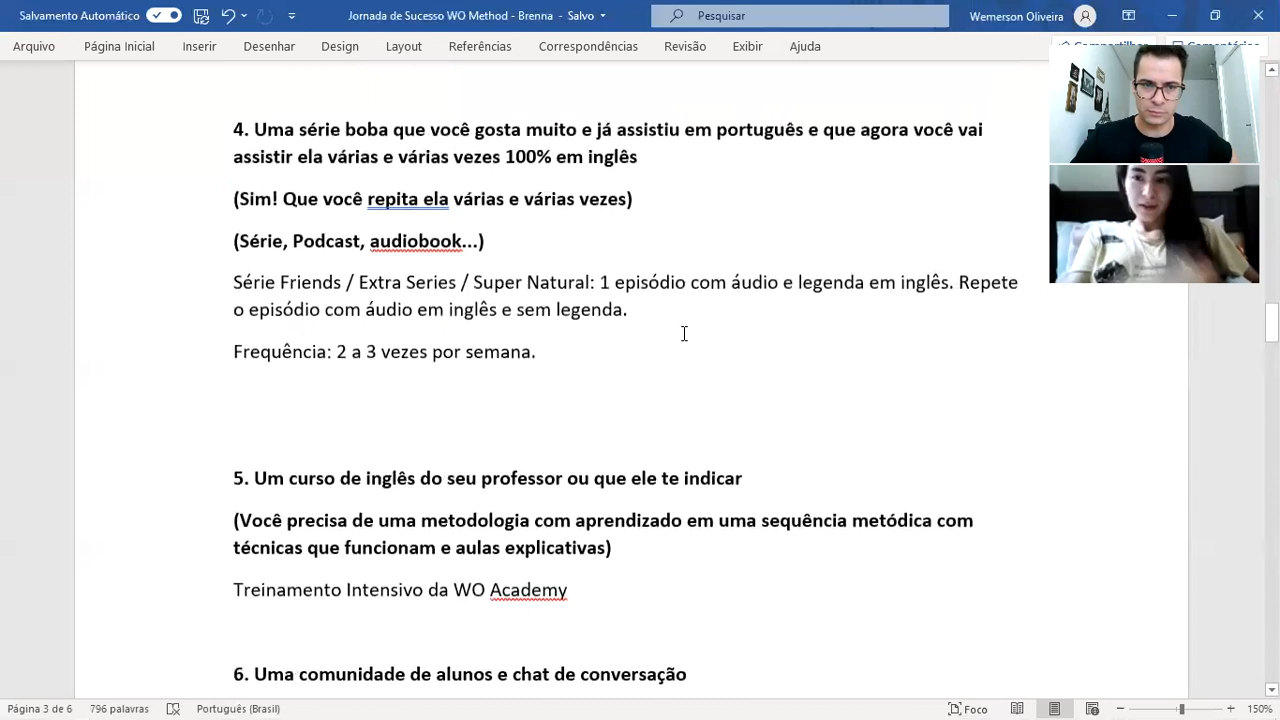 Salvamento Automático
Jornada de Sucesso WO Method - Brenna - Salvo
Pesquisar
Wemerson Oliveira
Arquivo Página Inicial Inserir Desenhar Design Layout Referências Correspondências Revisão Exibir Ajuda
Compartilhar Comentários
4. Uma série boba que você gosta muito e já assistiu em português e que agora você vai
assistir ela várias e várias vezes 100% em inglês
(Sim! Que você repita ela várias e várias vezes)
(Série, Podcast, audiobook...)
Série Friends / Extra Series / Super Natural: 1 episódio com áudio e legenda em inglês. Repete
o episódio com áudio em inglês e sem legenda.
Frequência: 2 a 3 vezes por semana.
5. Um curso de inglês do seu professor ou que ele te indicar
(Você precisa de uma metodologia com aprendizado em uma sequência metódica com
técnicas que funcionam e aulas explicativas)
Treinamento Intensivo da WO Academy
6. Uma comunidade de alunos e chat de conversação
Página 3 de 6 796 palavras Português (Brasil) Foco 150%